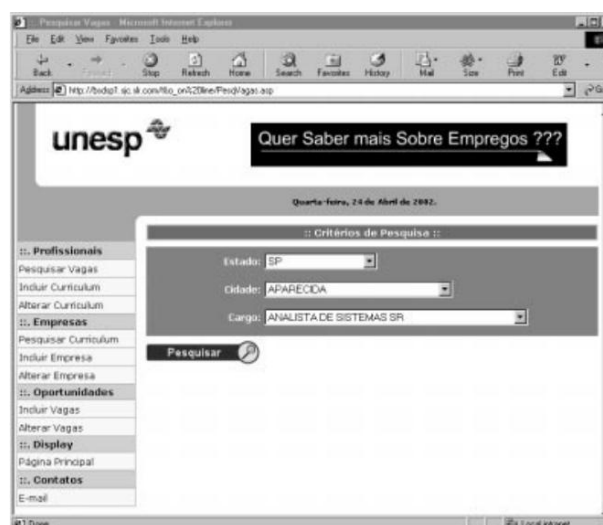 Pesquisar Vagas - Microsoft Internet Explorer
File Edit View Favorites Tools Help
Back Forward Stop Refresh Home Search Favorites History Mail Size Print Edit
Address
unesp
Quer Saber mais Sobre Empregos ???
Quarta-feira, 24 de Abril de 2002.
:: Critérios de Pesquisa ::
Estado: SP
Cidade: APARECIDA
Cargo: ANALISTA DE SISTEMAS SR
Pesquisar
::. Profissionais
Pesquisar Vagas
Incluir Curriculum
Alterar Curriculum
::. Empresas
Pesquisar Curriculum
Incluir Empresa
Alterar Empresa
::. Oportunidades
Incluir Vagas
Alterar Vagas
::. Display
Página Principal
::. Contatos
E-mail
Done
Local intranet